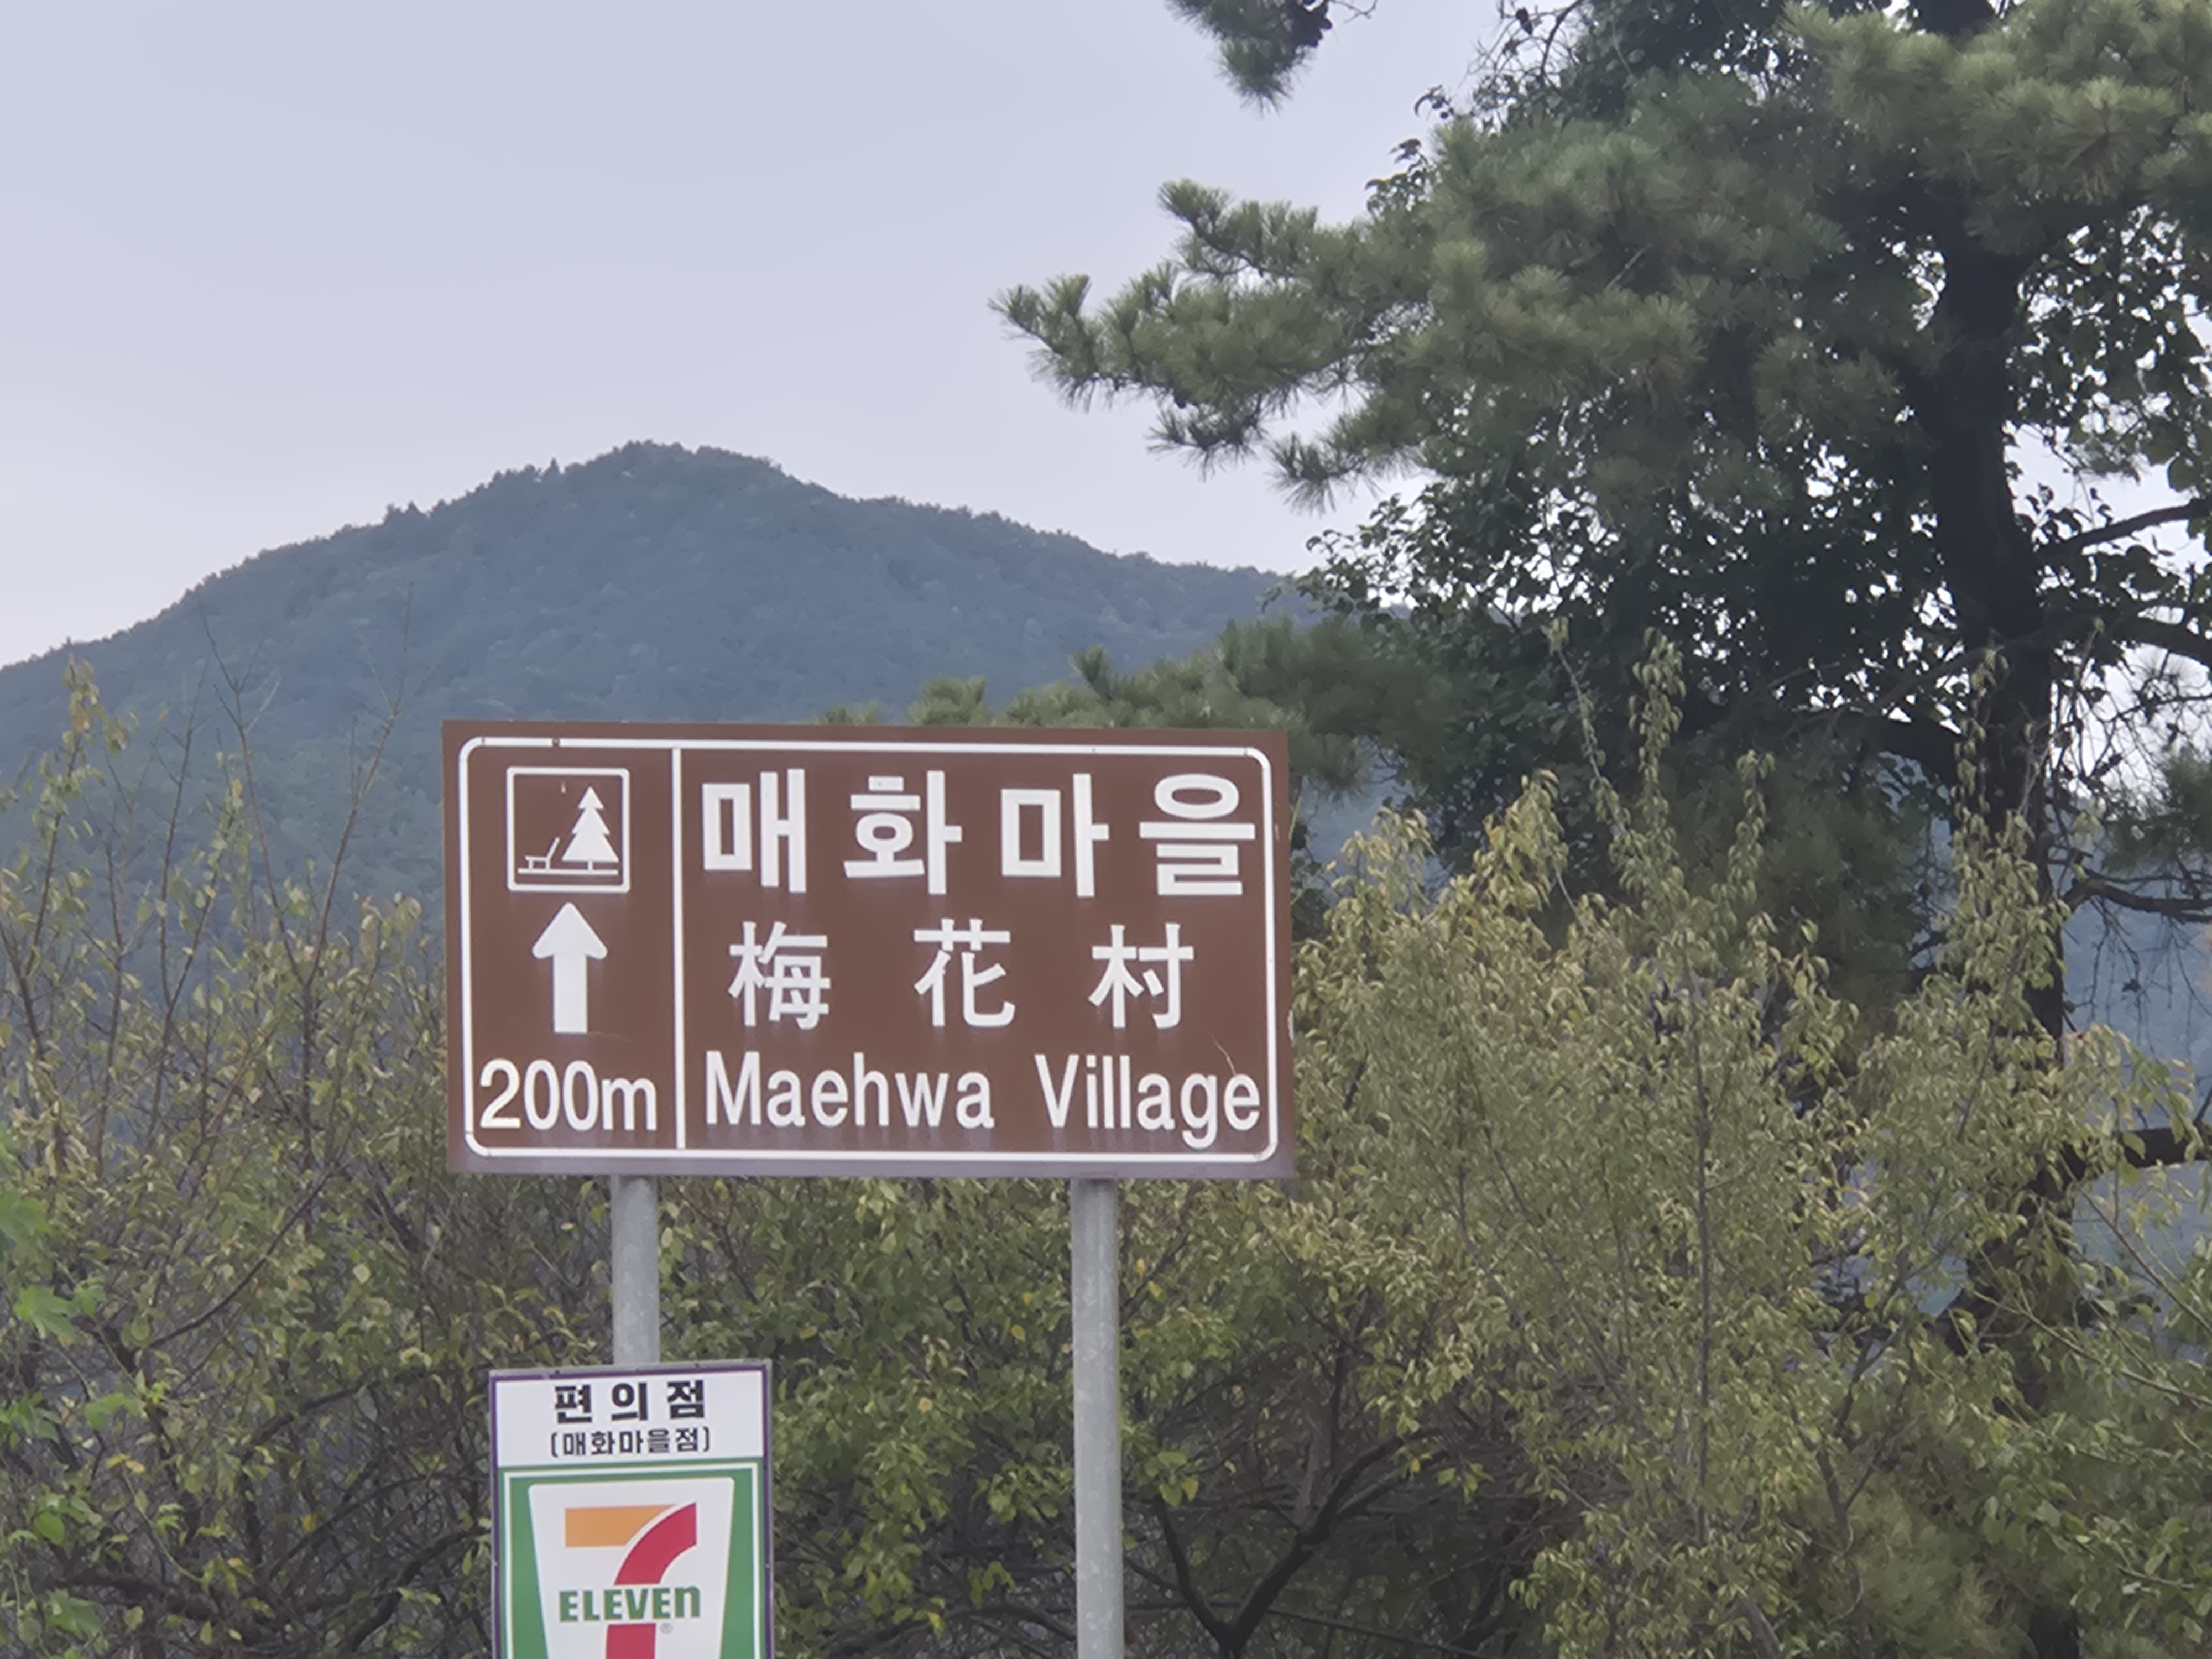 매화마을
梅花村
200m
Maehwa Village
편의점
(매화마을점)
7
ELEVEn
®